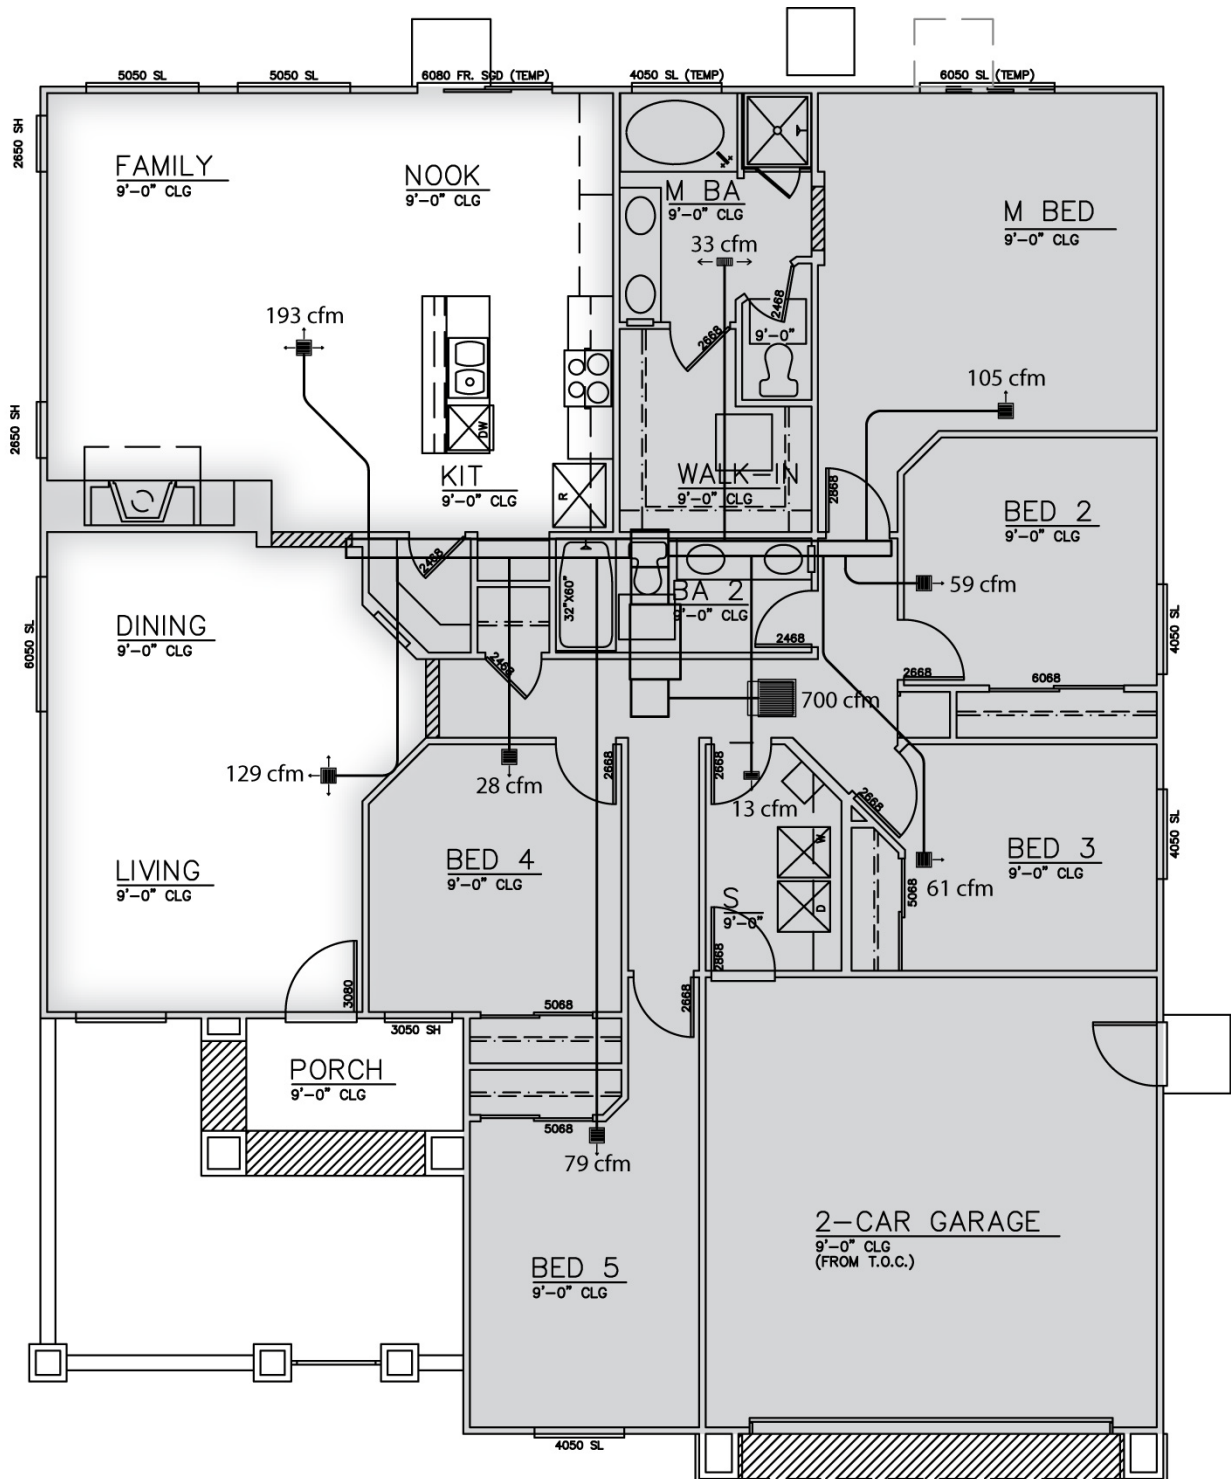 5050 SL
5050 SL
6080 FR. SGD (TEMP)
4050 SL (TEMP)
6050 SL (TEMP)
2650 SH
FAMILY
9'-0" CLG
NOOK
9'-0" CLG
M BA
9'-0" CLG
33 cfm
M BED
9'-0" CLG
193 cfm
2468
9'-0"
2668
105 cfm
2650 SH
DW
KIT
9'-0" CLG
R
WALK-IN
9'-0" CLG
2868
BED 2
9'-0" CLG
2468
32"X60"
BA 2
9'-0" CLG
59 cfm
DINING
9'-0" CLG
6050 SL
2468
2468
2668
6068
4050 SL
700 cfm
129 cfm
28 cfm
2668
2668
13 cfm
2668
W
BED 3
9'-0" CLG
4050 SL
LIVING
9'-0" CLG
BED 4
9'-0" CLG
S
9'-0"
D
5068
61 cfm
3080
2868
3050 SH
5068
2668
PORCH
9'-0" CLG
5068
79 cfm
BED 5
9'-0" CLG
2-CAR GARAGE
9'-0" CLG
(FROM T.O.C.)
4050 SL